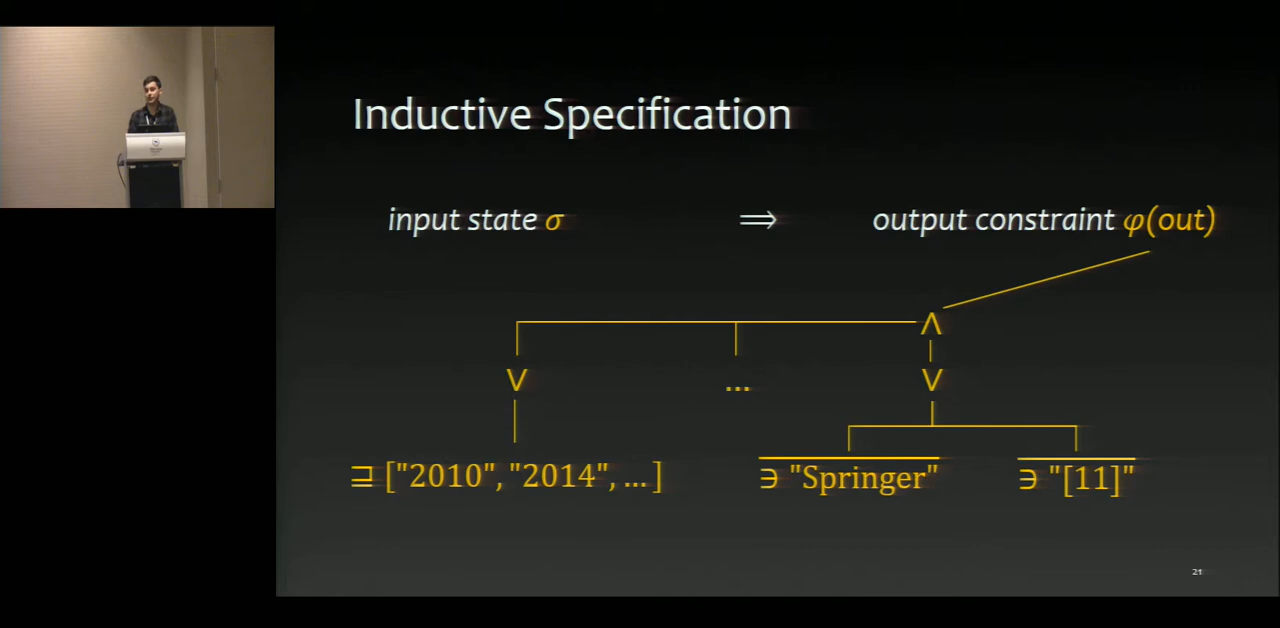 Inductive Specification
input state σ ⟹ output constraint φ(out)
∧
∨ ... ∨
⊒ ["2010", "2014", ...] ∋ "Springer" ∋ "[11]"
21